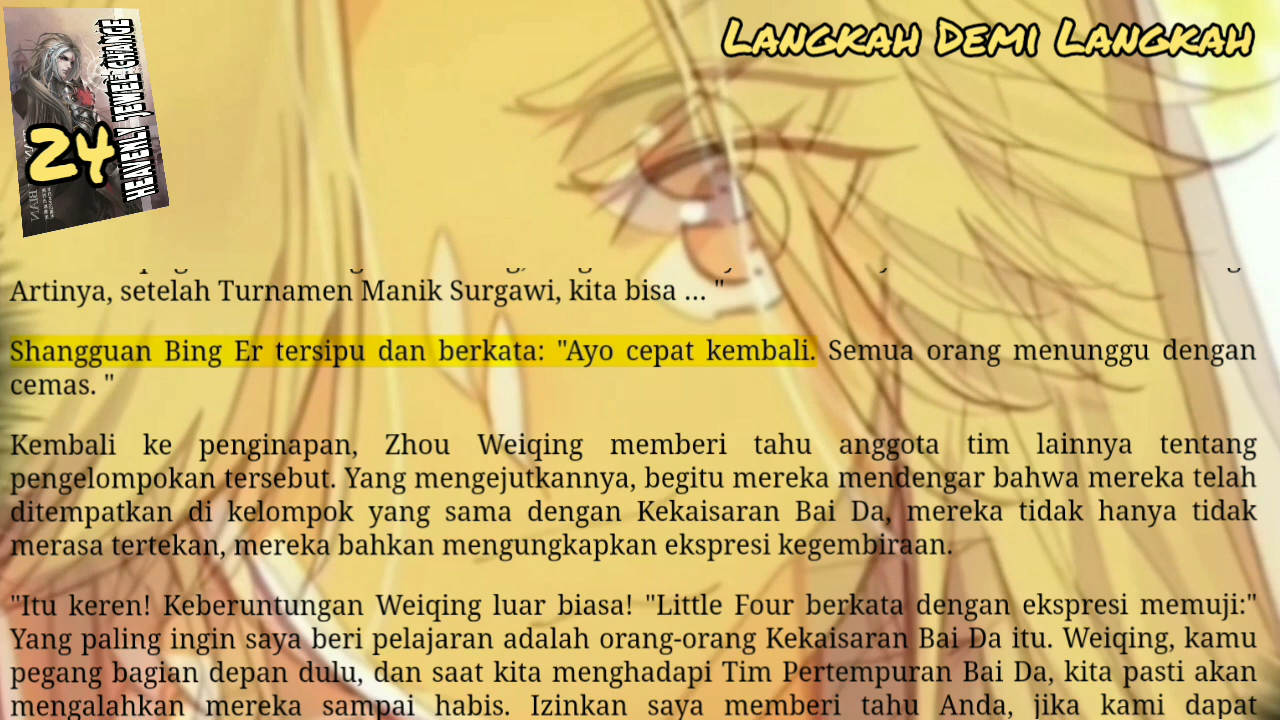 Langkah Demi Langkah
HEAVENLY JEWEL CHANGE
24
Artinya, setelah Turnamen Manik Surgawi, kita bisa ... "
Shangguan Bing Er tersipu dan berkata: "Ayo cepat kembali. Semua orang menunggu dengan
cemas. "
Kembali ke penginapan, Zhou Weiqing memberi tahu anggota tim lainnya tentang
pengelompokan tersebut. Yang mengejutkannya, begitu mereka mendengar bahwa mereka telah
ditempatkan di kelompok yang sama dengan Kekaisaran Bai Da, mereka tidak hanya tidak
merasa tertekan, mereka bahkan mengungkapkan ekspresi kegembiraan.
"Itu keren! Keberuntungan Weiqing luar biasa! "Little Four berkata dengan ekspresi memuji:"
Yang paling ingin saya beri pelajaran adalah orang-orang Kekaisaran Bai Da itu. Weiqing, kamu
pegang bagian depan dulu, dan saat kita menghadapi Tim Pertempuran Bai Da, kita pasti akan
mengalahkan mereka sampai habis. Izinkan saya memberi tahu Anda, jika kami dapat